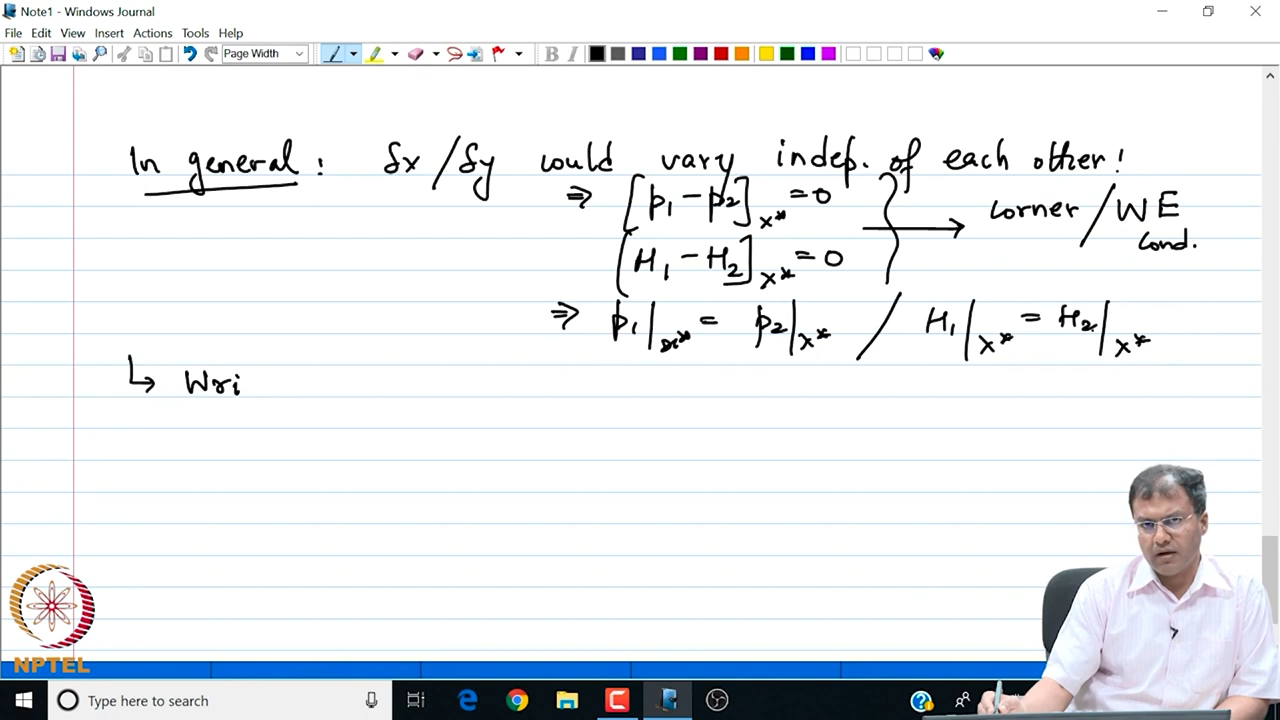 Note1 - Windows Journal
File Edit View Insert Actions Tools Help
Page Width
B I
In general : δx / δy could vary indep. of each other!
⇒ [p₁ - p₂]ₓ* = 0
[H₁ - H₂]ₓ* = 0
corner / WE
cond.
⇒ p₁|ₓ* = p₂|ₓ* / H₁|ₓ* = H₂|ₓ*
↳ Wri
NPTEL
Type here to search